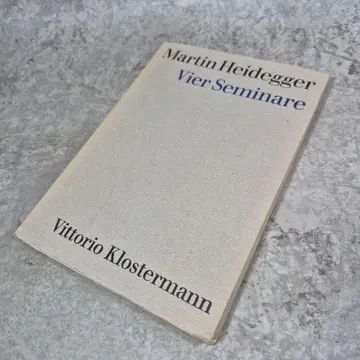 Martin Heidegger
Vier Seminare
Vittorio Klostermann